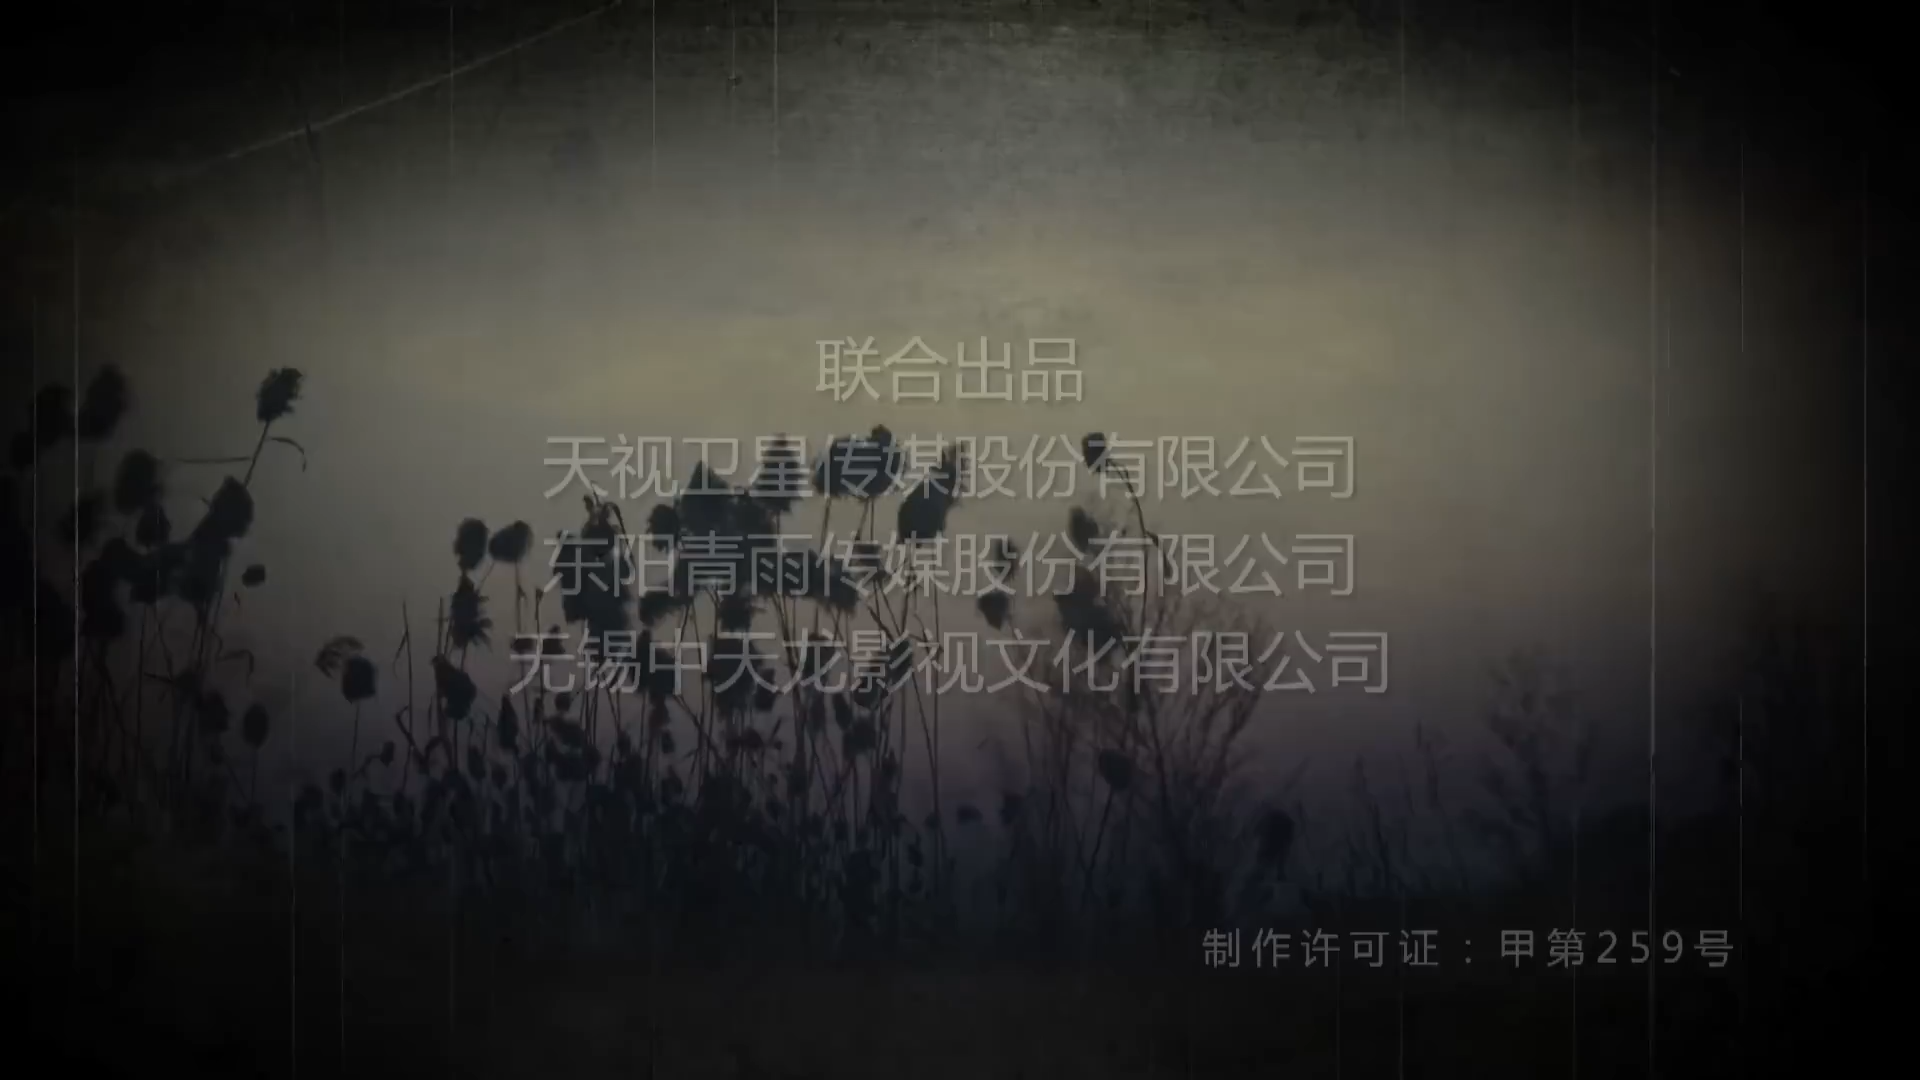 联合出品
天视卫星传媒股份有限公司
东阳青雨传媒股份有限公司
无锡中天龙影视文化有限公司
制作许可证：甲第259号